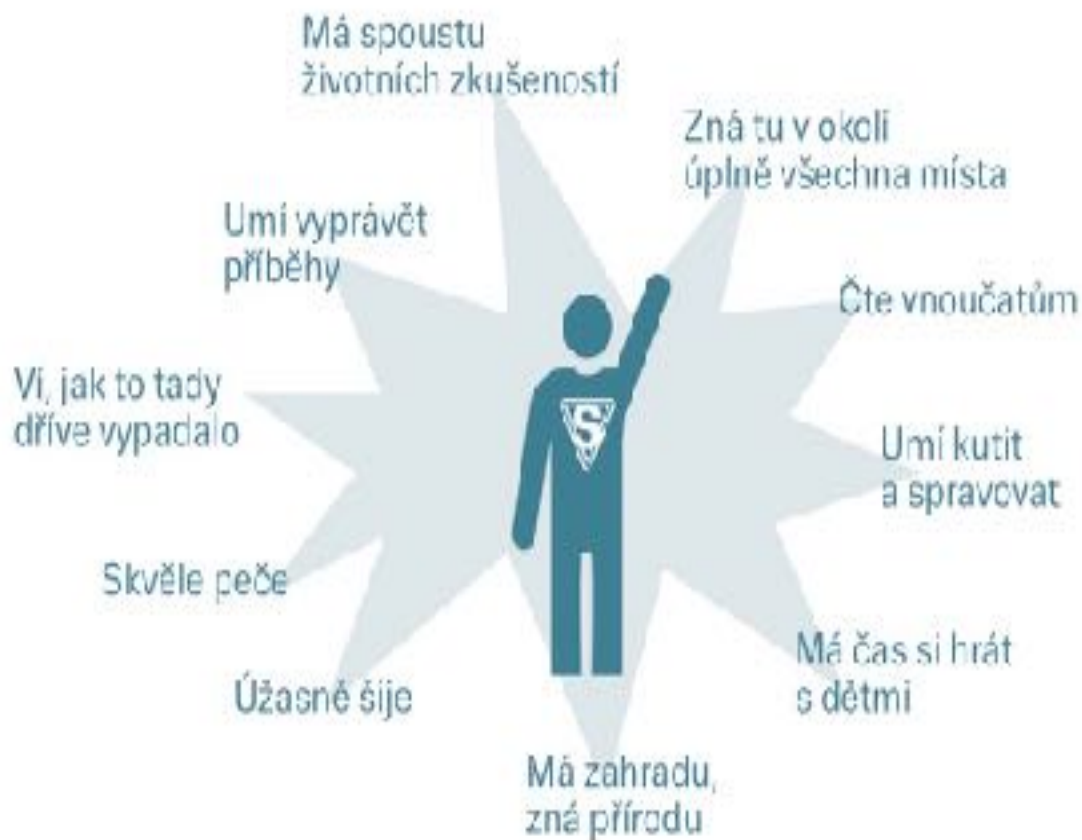 Má spoustu
životních zkušeností
Zná tu v okolí
úplně všechna místa
Umí vyprávět
příběhy
Čte vnoučatům
Ví, jak to tady
dříve vypadalo
Umí kutit
a spravovat
Skvěle peče
Má čas si hrát
s dětmi
Úžasně šije
Má zahradu,
zná přírodu
S